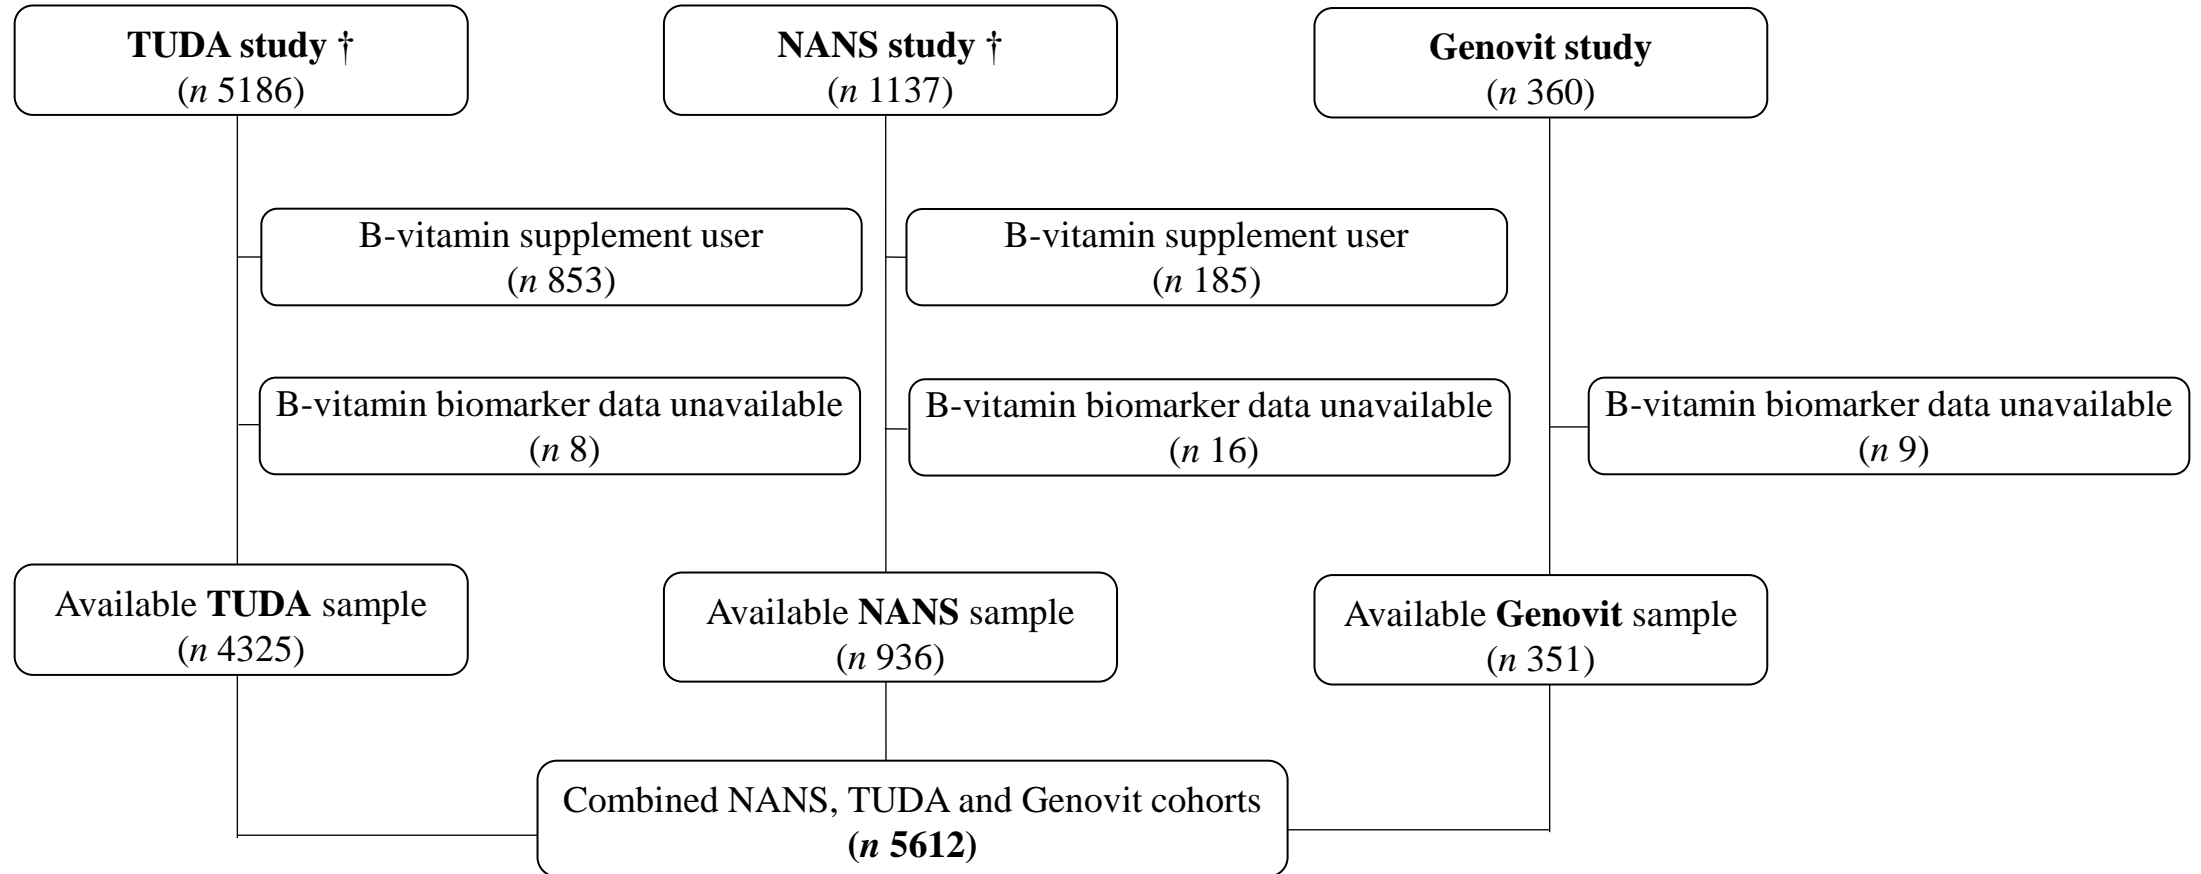 TUDA study †
(n 5186)
NANS study †
(n 1137)
Genovit study
(n 360)
B-vitamin supplement user
(n 853)
B-vitamin supplement user
(n 185)
B-vitamin biomarker data unavailable
(n 8)
B-vitamin biomarker data unavailable
(n 16)
B-vitamin biomarker data unavailable
(n 9)
Available TUDA sample
(n 4325)
Available NANS sample
(n 936)
Available Genovit sample
(n 351)
Combined NANS, TUDA and Genovit cohorts
(n 5612)